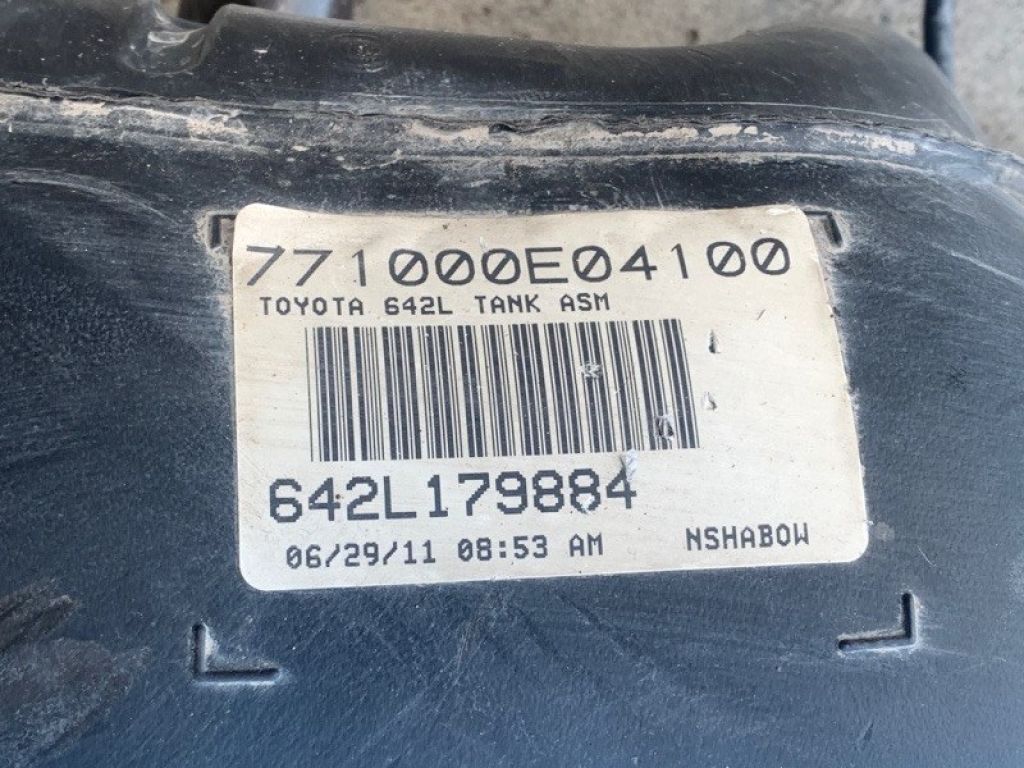 771000E04100
TOYOTA 642L TANK ASM
642L179884
06/29/11 08:53 AM NSHABOW